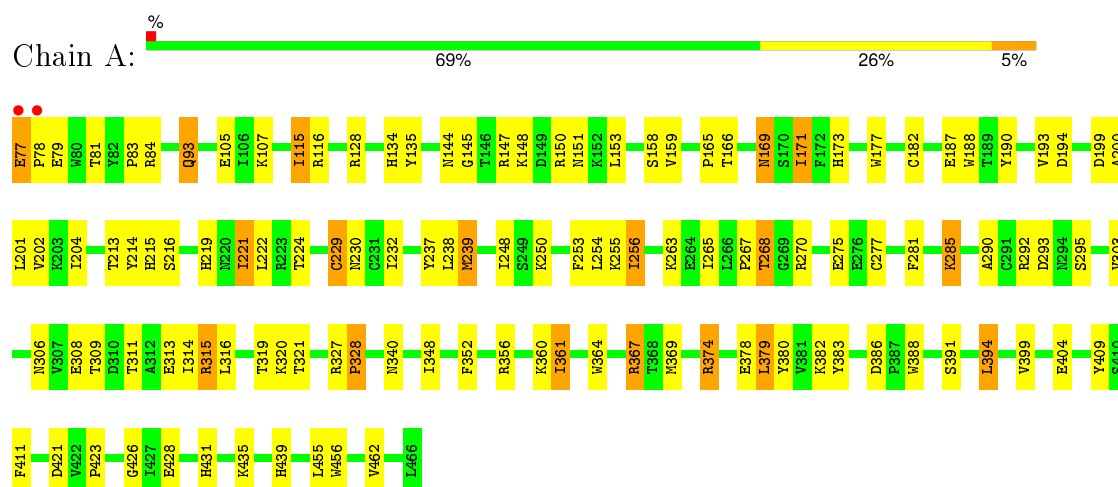 %
Chain A:
69% 26% 5%
E77 P78 E79 W80 T81 Y82 P83 R84 Q93 E105 I106 K107 I115 R116 R128 H134 Y135 N144 G145 T146 R147 K148 D149 R150 N151 K152 L153 S158 V159 P165 T166 N169 S170 I171 F172 H173 W177 C182 E187 W188 T189 Y190 V193 D194 D199 A200
L201 V202 K203 I204 T213 Y214 H215 S216 H219 N220 I221 L222 R223 T224 C229 N230 C231 I232 Y237 L238 M239 I248 S249 K250 F253 L254 K255 I256 K263 E264 I265 L266 P267 T268 G269 R270 E275 E276 C277 F281 K285 A290 C291 R292 D293 N294 S295
N306 V307 E308 T309 D310 T311 A312 E313 I314 R315 L316 T319 K320 T321 R327 P328 N340 I348 F352 R356 K360 I361 W364 R367 T368 M369 R374 E378 L379 Y380 V381 K382 Y383 D386 P387 W388 S391 L394 V399 E404 Y409
F411 D421 V422 P423 G426 I427 E428 H431 K435 H439 L455 W456 V462 L466